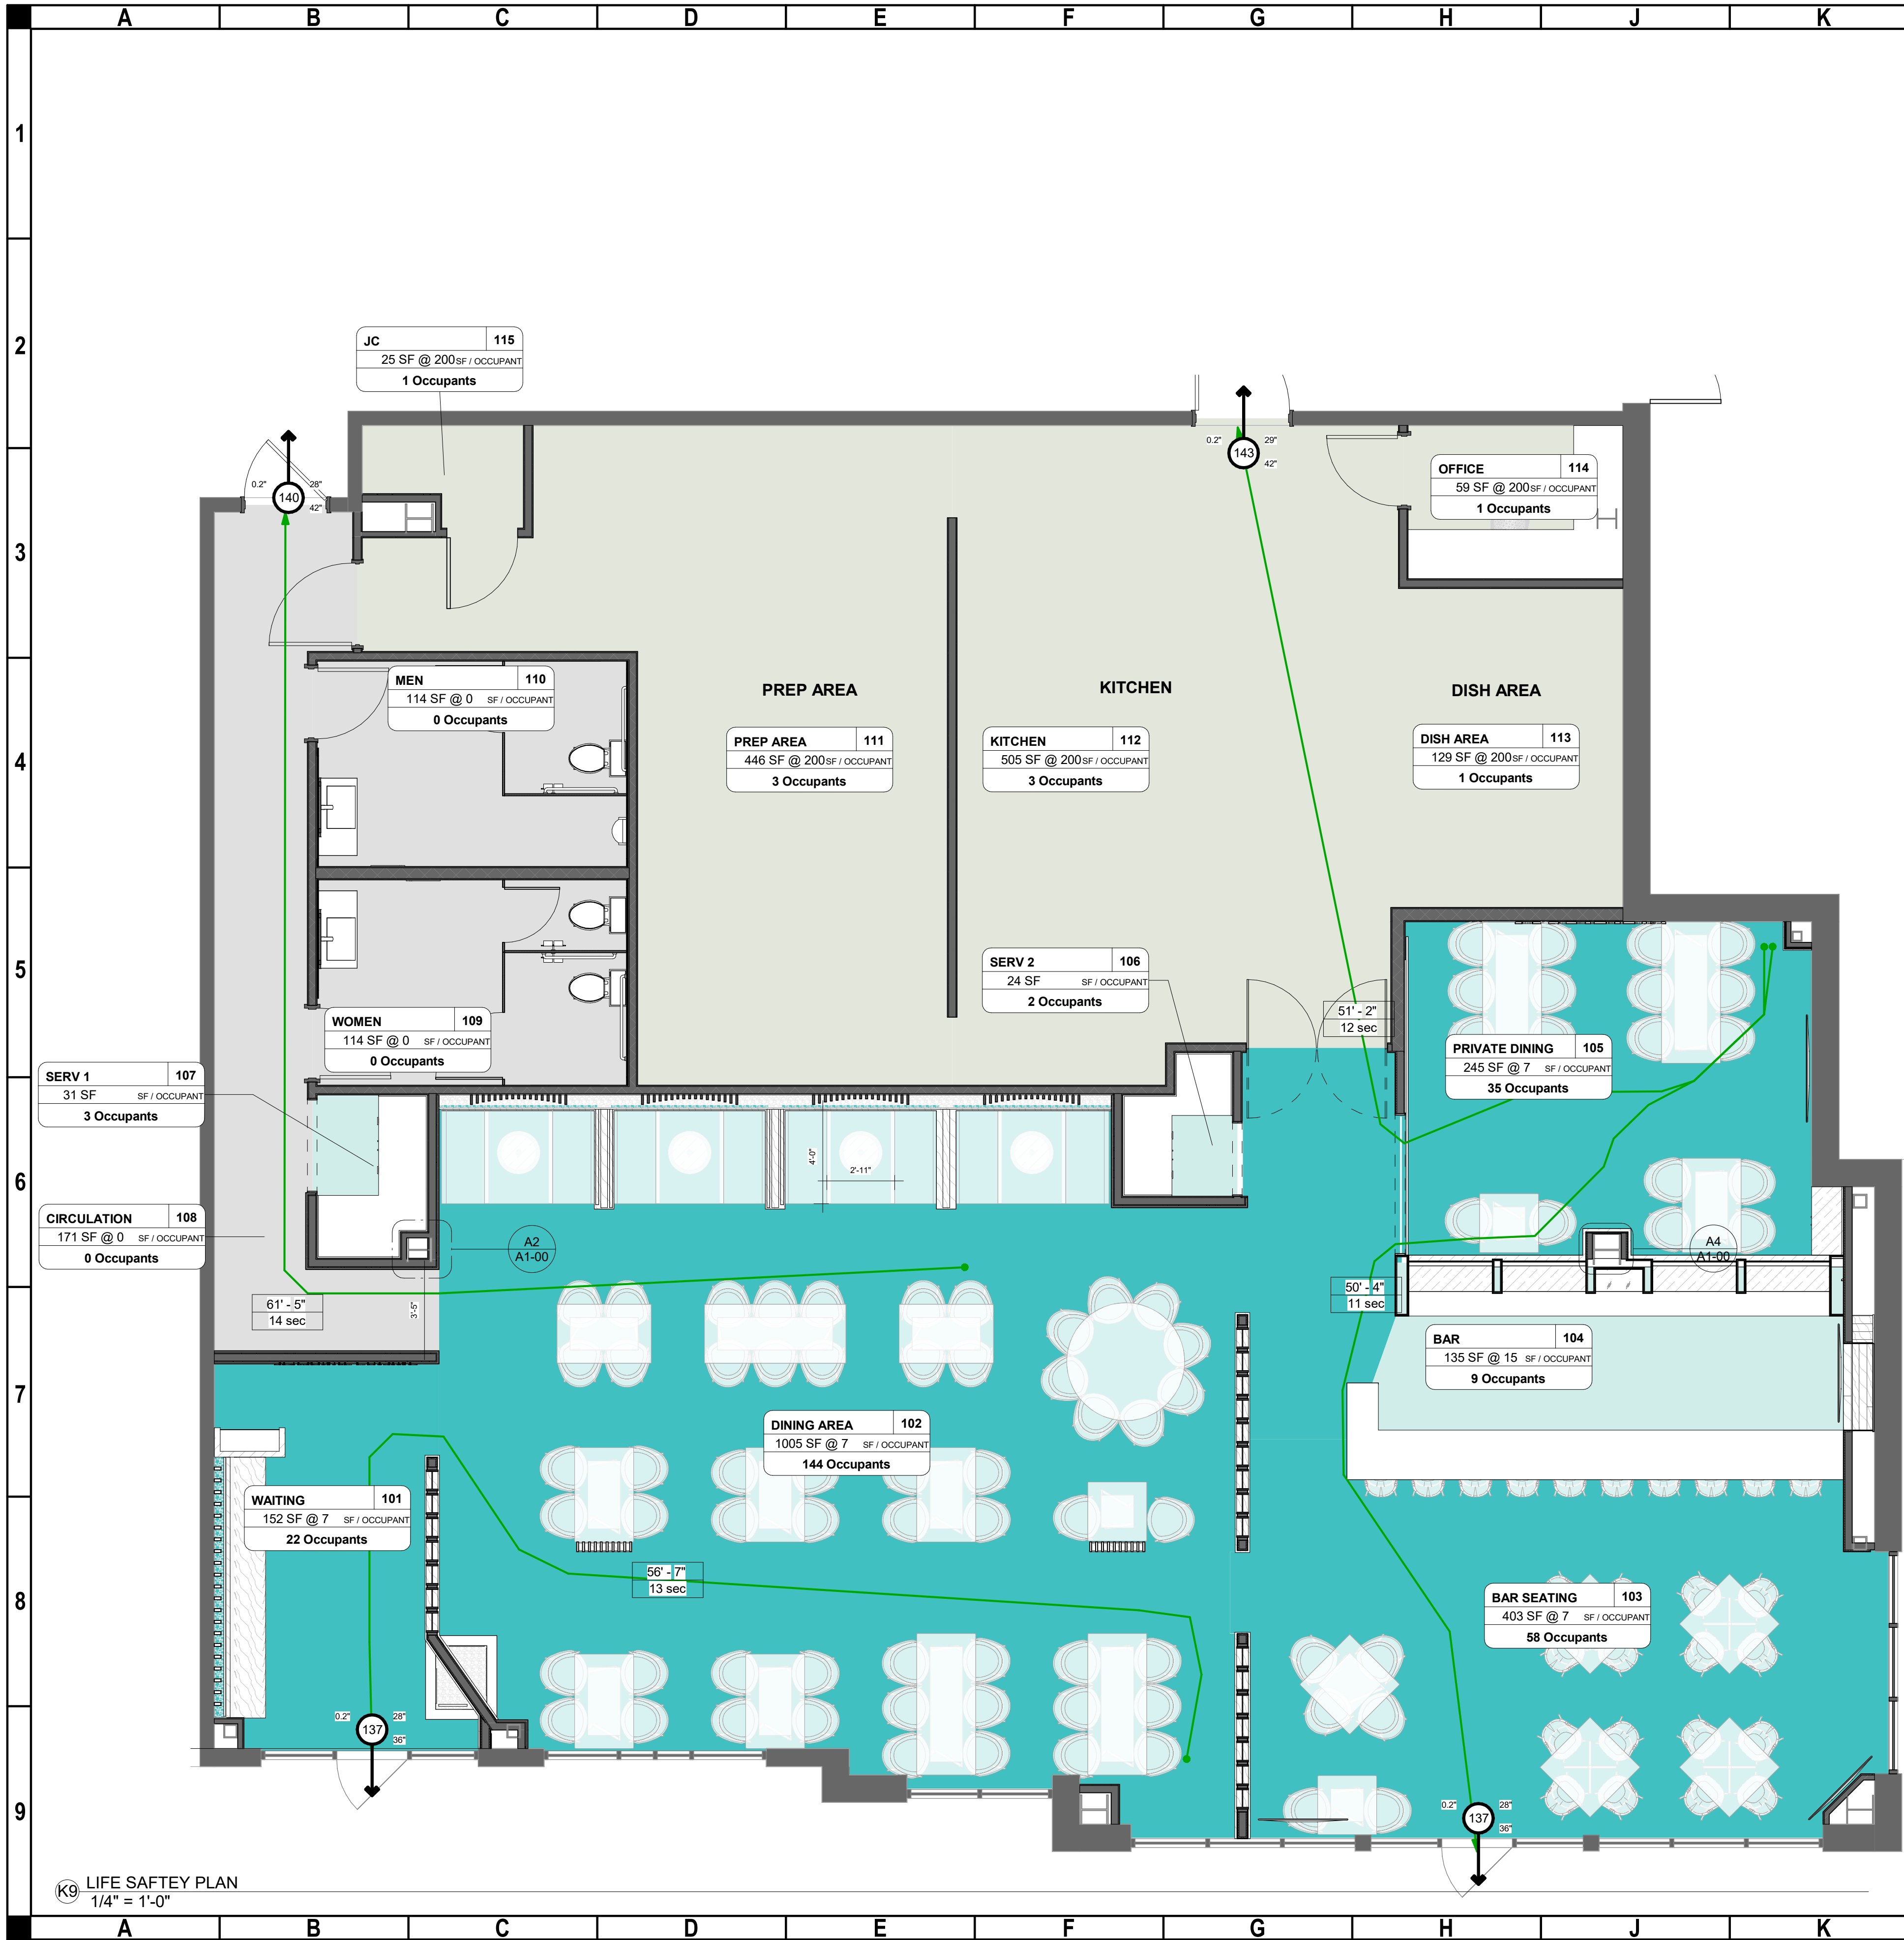 A B C D E F G H J K
1
2
3
4
5
6
7
8
9
JC 115
25 SF @ 200 SF / OCCUPANT
1 Occupants
0.2" 28"
140
42"
0.2" 29"
143
42"
OFFICE 114
59 SF @ 200 SF / OCCUPANT
1 Occupants
MEN 110
114 SF @ 0 SF / OCCUPANT
0 Occupants
PREP AREA
KITCHEN
DISH AREA
PREP AREA 111
446 SF @ 200 SF / OCCUPANT
3 Occupants
KITCHEN 112
505 SF @ 200 SF / OCCUPANT
3 Occupants
DISH AREA 113
129 SF @ 200 SF / OCCUPANT
1 Occupants
SERV 2 106
24 SF SF / OCCUPANT
2 Occupants
51' - 2"
12 sec
WOMEN 109
114 SF @ 0 SF / OCCUPANT
0 Occupants
PRIVATE DINING 105
245 SF @ 7 SF / OCCUPANT
35 Occupants
SERV 1 107
31 SF SF / OCCUPANT
3 Occupants
4'-0"
2'-11"
CIRCULATION 108
171 SF @ 0 SF / OCCUPANT
0 Occupants
A2
A1-00
A4
A1-00
61' - 5"
14 sec
3'-5"
50' - 4"
11 sec
BAR 104
135 SF @ 15 SF / OCCUPANT
9 Occupants
DINING AREA 102
1005 SF @ 7 SF / OCCUPANT
144 Occupants
WAITING 101
152 SF @ 7 SF / OCCUPANT
22 Occupants
56' - 7"
13 sec
BAR SEATING 103
403 SF @ 7 SF / OCCUPANT
58 Occupants
0.2" 28"
137
36"
0.2" 28"
137
36"
K9 LIFE SAFTEY PLAN
1/4" = 1'-0"
A B C D E F G H J K